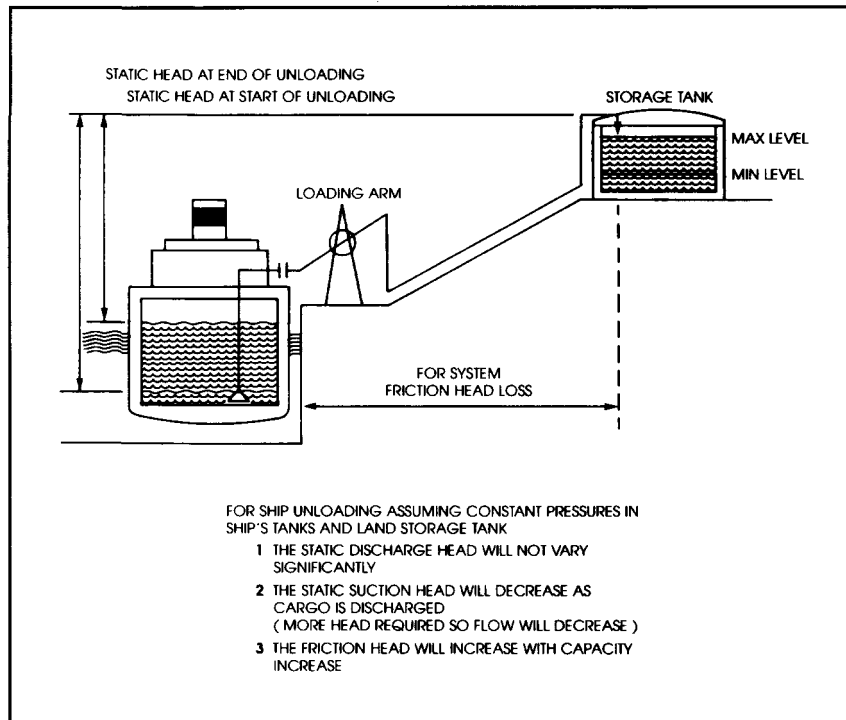 STATIC HEAD AT END OF UNLOADING
STATIC HEAD AT START OF UNLOADING
STORAGE TANK
MAX LEVEL
MIN LEVEL
LOADING ARM
FOR SYSTEM
FRICTION HEAD LOSS
FOR SHIP UNLOADING ASSUMING CONSTANT PRESSURES IN
SHIP'S TANKS AND LAND STORAGE TANK
1 THE STATIC DISCHARGE HEAD WILL NOT VARY
SIGNIFICANTLY
2 THE STATIC SUCTION HEAD WILL DECREASE AS
CARGO IS DISCHARGED
( MORE HEAD REQUIRED SO FLOW WILL DECREASE )
3 THE FRICTION HEAD WILL INCREASE WITH CAPACITY
INCREASE